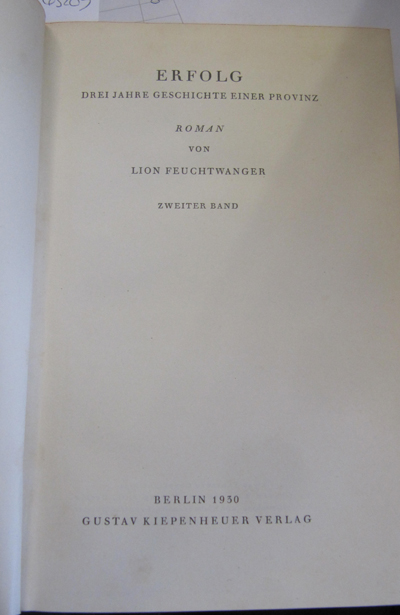 ERFOLG
DREI JAHRE GESCHICHTE EINER PROVINZ
ROMAN
VON
LION FEUCHTWANGER
ZWEITER BAND
BERLIN 1930
GUSTAV KIEPENHEUER VERLAG